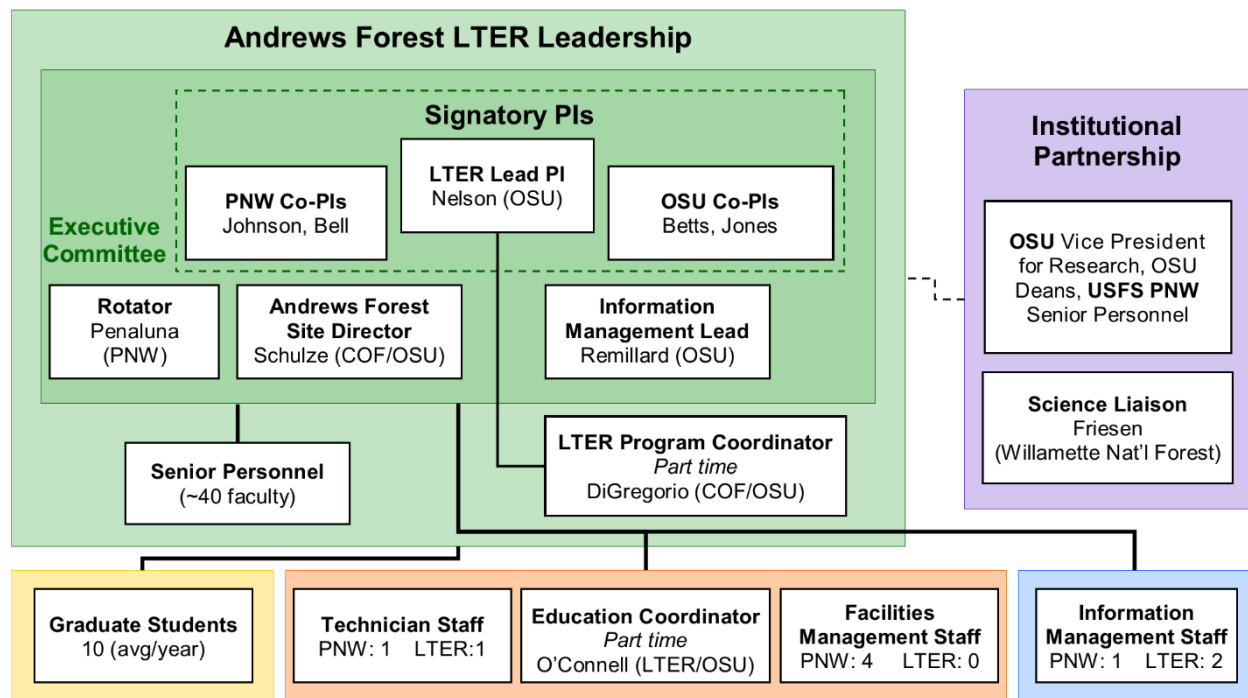 Andrews Forest LTER Leadership
Signatory PIs
LTER Lead PI
Nelson (OSU)
PNW Co-PIs
Johnson, Bell
OSU Co-PIs
Betts, Jones
Executive
Committee
Rotator
Penaluna
(PNW)
Andrews Forest
Site Director
Schulze (COF/OSU)
Information
Management Lead
Remillard (OSU)
Senior Personnel
(~40 faculty)
LTER Program Coordinator
Part time
DiGregorio (COF/OSU)
Institutional
Partnership
OSU Vice President
for Research, OSU
Deans, USFS PNW
Senior Personnel
Science Liaison
Friesen
(Willamette Nat'l Forest)
Graduate Students
10 (avg/year)
Technician Staff
PNW: 1 LTER:1
Education Coordinator
Part time
O'Connell (LTER/OSU)
Facilities
Management Staff
PNW: 4 LTER: 0
Information
Management Staff
PNW: 1 LTER: 2